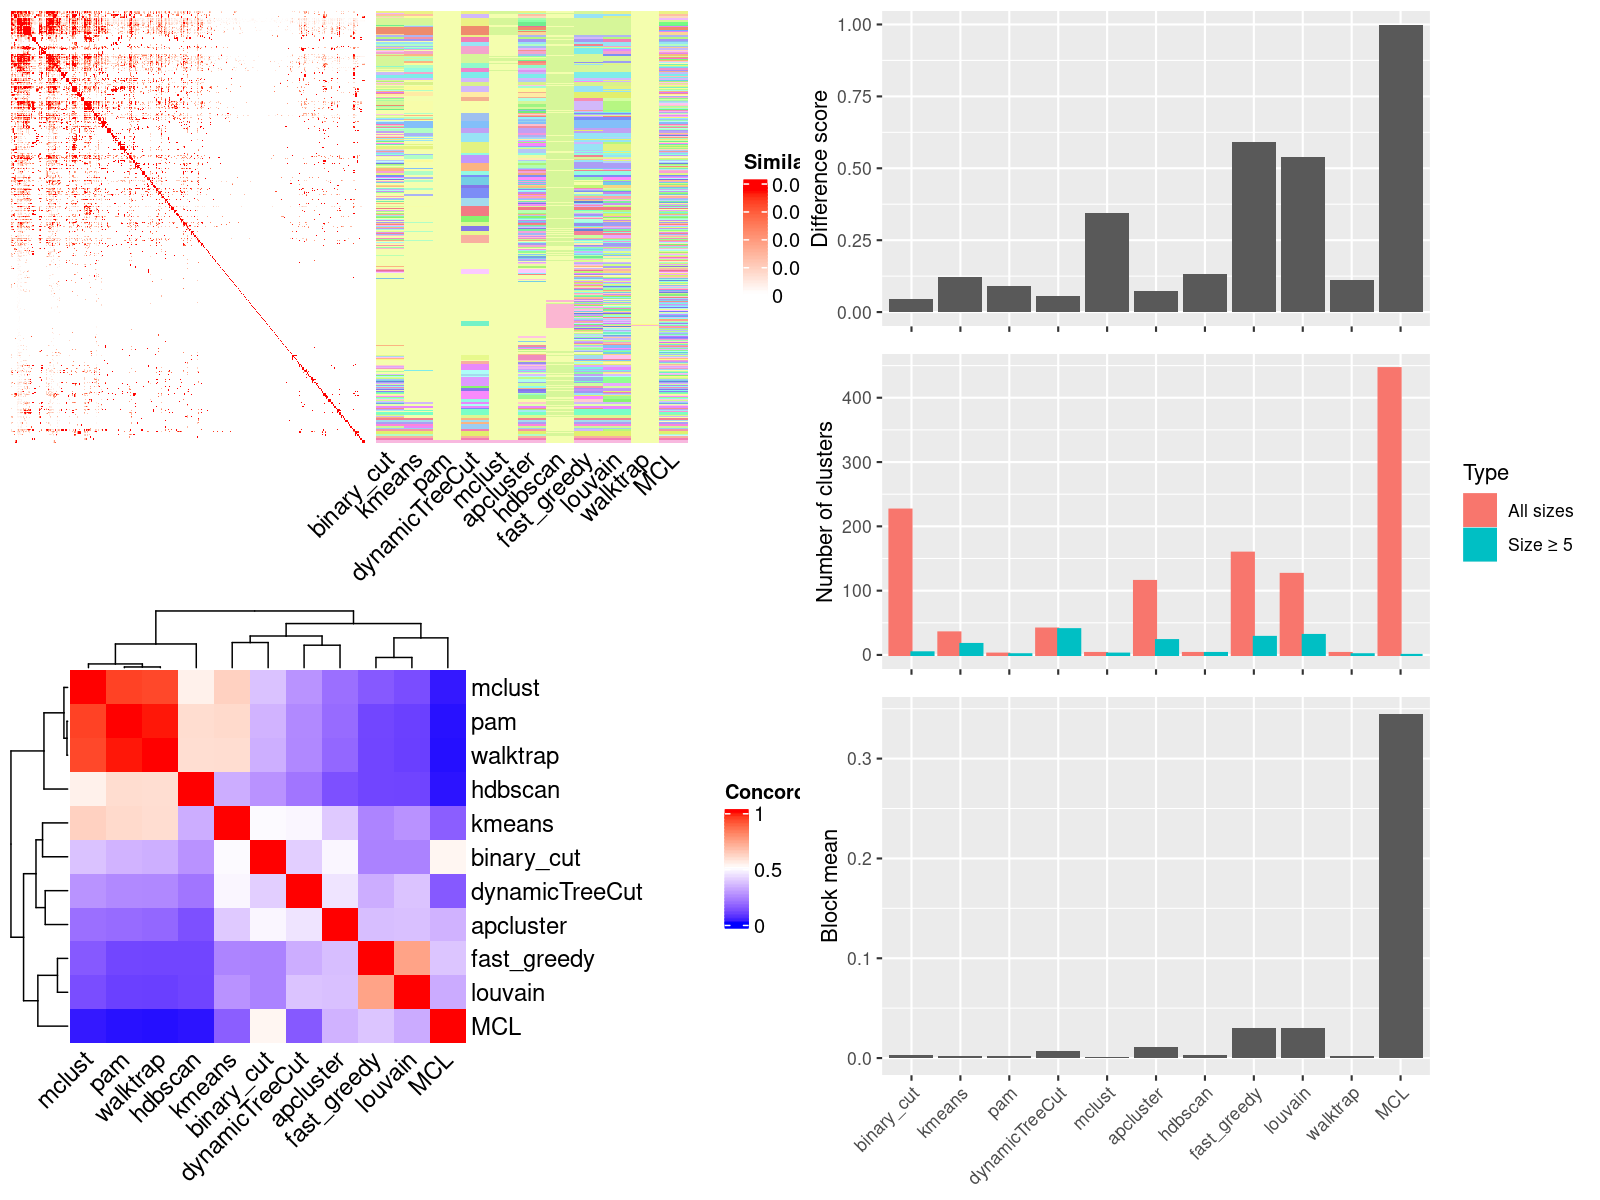 Simila
0.0
0.0
0.0
0.0
0
binary_cut
kmeans
pam
dynamicTreeCut
mclust
apcluster
hdbscan
fast_greedy
louvain
walktrap
MCL
mclust
pam
walktrap
hdbscan
kmeans
binary_cut
dynamicTreeCut
apcluster
fast_greedy
louvain
MCL
mclust
pam
walktrap
hdbscan
kmeans
binary_cut
dynamicTreeCut
apcluster
fast_greedy
louvain
MCL
Concord
1
0.5
0
Difference score
1.00
0.75
0.50
0.25
0.00
Number of clusters
400
300
200
100
0
Type
All sizes
Size ≥ 5
Block mean
0.3
0.2
0.1
0.0
binary_cut
kmeans
pam
dynamicTreeCut
mclust
apcluster
hdbscan
fast_greedy
louvain
walktrap
MCL